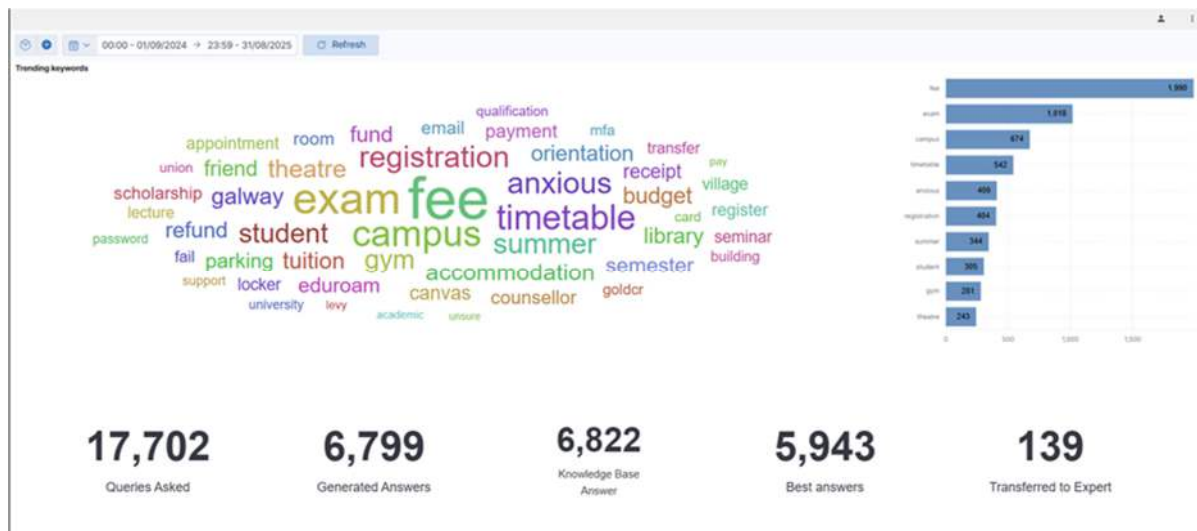 00:00 - 01/09/2024 → 23:59 - 31/08/2025 Refresh
Trending keywords
qualification
appointment room fund email payment mfa
union friend theatre registration orientation transfer
receipt pay
scholarship galway exam fee anxious budget village
lecture card register
password refund student campus timetable library seminar
summer
fail parking tuition gym semester building
accommodation
support locker eduroam canvas counsellor goldcr
university levy
academic unsure
fee 1,990
exam 1,018
campus 674
timetable 542
anxious
registration 404
summer 344
student 305
gym 281
theatre 243
0 500 1,000 1,500
17,702 6,799 6,822 5,943 139
Queries Asked Generated Answers Knowledge Base Answer Best answers Transferred to Expert